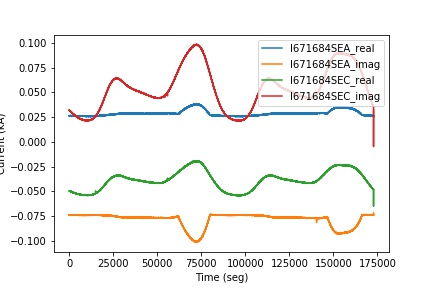 I671684SEA_real
I671684SEA_imag
I671684SEC_real
I671684SEC_imag
0.100
0.075
0.050
0.025
0.000
−0.025
−0.050
−0.075
−0.100
Current (kA)
0 25000 50000 75000 100000 125000 150000 175000
Time (seg)